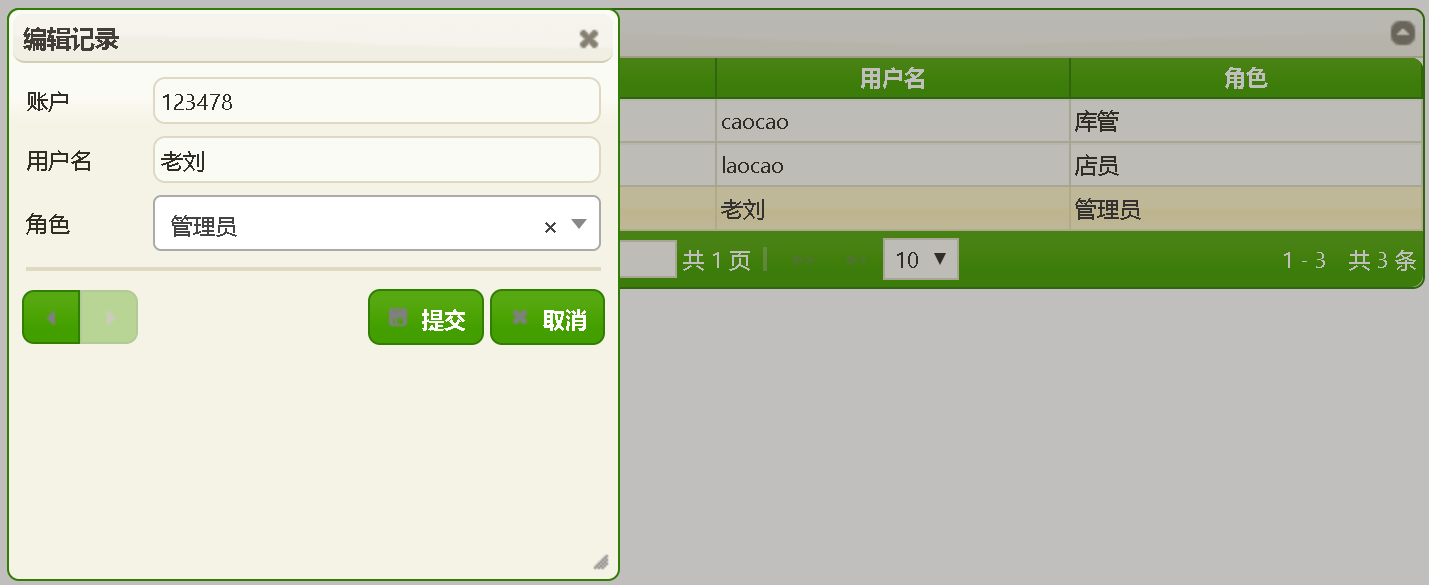 编辑记录
用户名 角色
账户 123478
caocao 库管
用户名 老刘
laocao 店员
角色 管理员 ×
老刘 管理员
共 1 页 10 1 - 3 共 3 条
提交 取消